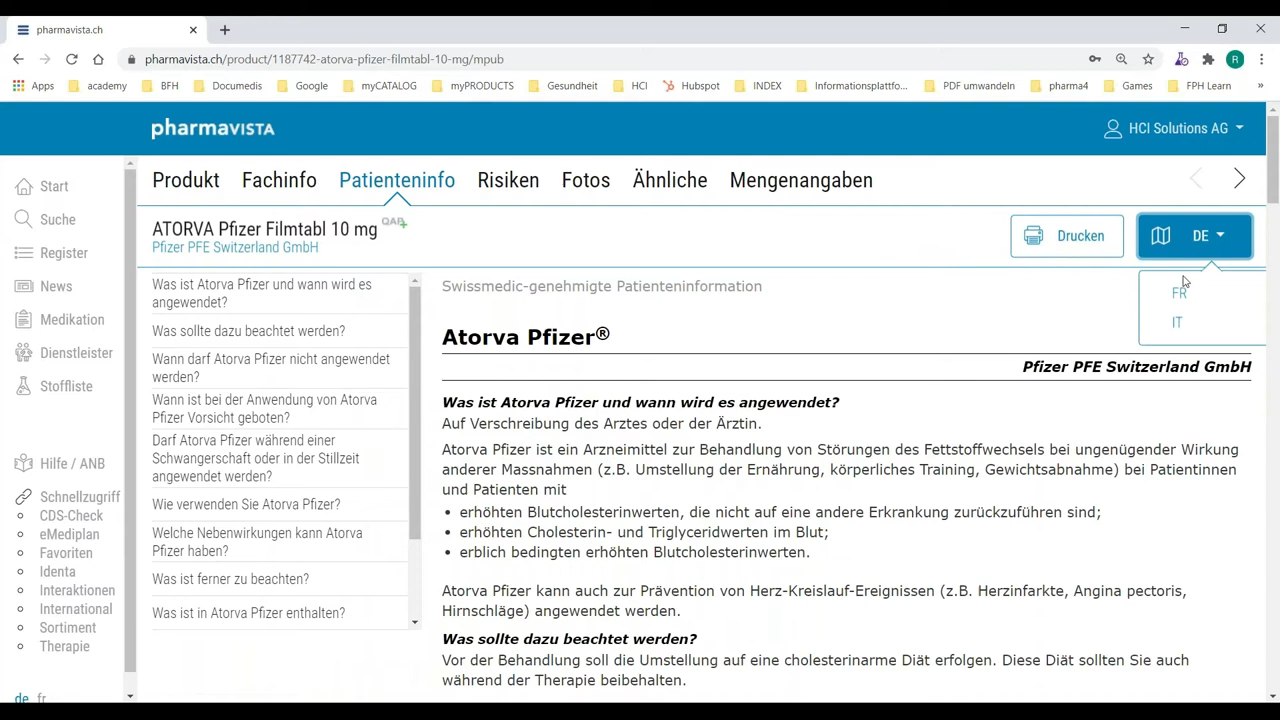 pharmavista.ch
pharmavista.ch/product/1187742-atorva-pfizer-filmtabl-10-mg/mpub
R
Apps academy BFH Documedis Google myCATALOG myPRODUCTS Gesundheit HCI Hubspot INDEX Informationsplattfo... PDF umwandeln pharma4 Games FPH Learn »
pharmaVISTA
HCI Solutions AG
Start
Suche
Register
News
Medikation
Dienstleister
Stoffliste
Hilfe / ANB
Schnellzugriff
CDS-Check
eMediplan
Favoriten
Identa
Interaktionen
International
Sortiment
Therapie
de fr
Produkt Fachinfo Patienteninfo Risiken Fotos Ähnliche Mengenangaben
ATORVA Pfizer Filmtabl 10 mg
Pfizer PFE Switzerland GmbH
Drucken
DE
FR
IT
Was ist Atorva Pfizer und wann wird es
angewendet?
Was sollte dazu beachtet werden?
Wann darf Atorva Pfizer nicht angewendet
werden?
Wann ist bei der Anwendung von Atorva
Pfizer Vorsicht geboten?
Darf Atorva Pfizer während einer
Schwangerschaft oder in der Stillzeit
angewendet werden?
Wie verwenden Sie Atorva Pfizer?
Welche Nebenwirkungen kann Atorva
Pfizer haben?
Was ist ferner zu beachten?
Was ist in Atorva Pfizer enthalten?
Swissmedic-genehmigte Patienteninformation
Atorva Pfizer®
Pfizer PFE Switzerland GmbH
Was ist Atorva Pfizer und wann wird es angewendet?
Auf Verschreibung des Arztes oder der Ärztin.
Atorva Pfizer ist ein Arzneimittel zur Behandlung von Störungen des Fettstoffwechsels bei ungenügender Wirkung
anderer Massnahmen (z.B. Umstellung der Ernährung, körperliches Training, Gewichtsabnahme) bei Patientinnen
und Patienten mit
• erhöhten Blutcholesterinwerten, die nicht auf eine andere Erkrankung zurückzuführen sind;
• erhöhten Cholesterin- und Triglyceridwerten im Blut;
• erblich bedingten erhöhten Blutcholesterinwerten.
Atorva Pfizer kann auch zur Prävention von Herz-Kreislauf-Ereignissen (z.B. Herzinfarkte, Angina pectoris,
Hirnschläge) angewendet werden.
Was sollte dazu beachtet werden?
Vor der Behandlung soll die Umstellung auf eine cholesterinarme Diät erfolgen. Diese Diät sollten Sie auch
während der Therapie beibehalten.